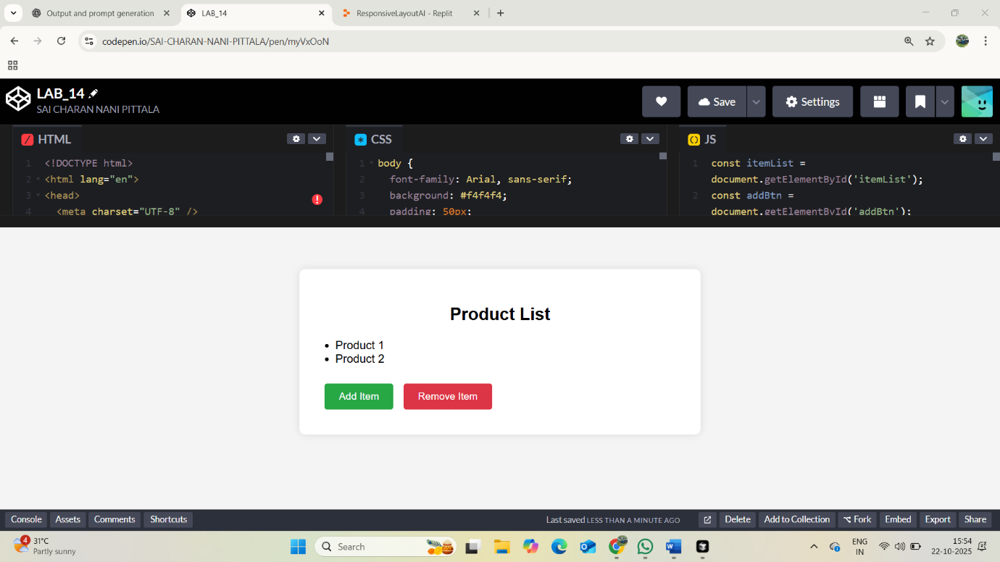 Output and prompt generation
LAB_14
ResponsiveLayoutAI - Replit
codepen.io/SAI-CHARAN-NANI-PITTALA/pen/myVxOoN
LAB_14
SAI CHARAN NANI PITTALA
Save
Settings
HTML
1 <!DOCTYPE html>
2 <html lang="en">
3 <head>
4 <meta charset="UTF-8" />
CSS
1 body {
2 font-family: Arial, sans-serif;
3 background: #f4f4f4;
4 padding: 50px;
JS
1 const itemList =
document.getElementById('itemList');
2 const addBtn =
document.getElementById('addBtn');
Product List
• Product 1
• Product 2
Add Item
Remove Item
Console
Assets
Comments
Shortcuts
Last saved LESS THAN A MINUTE AGO
Delete
Add to Collection
Fork
Embed
Export
Share
4
31°C
Partly sunny
Search
ENG
IN
15:54
22-10-2025